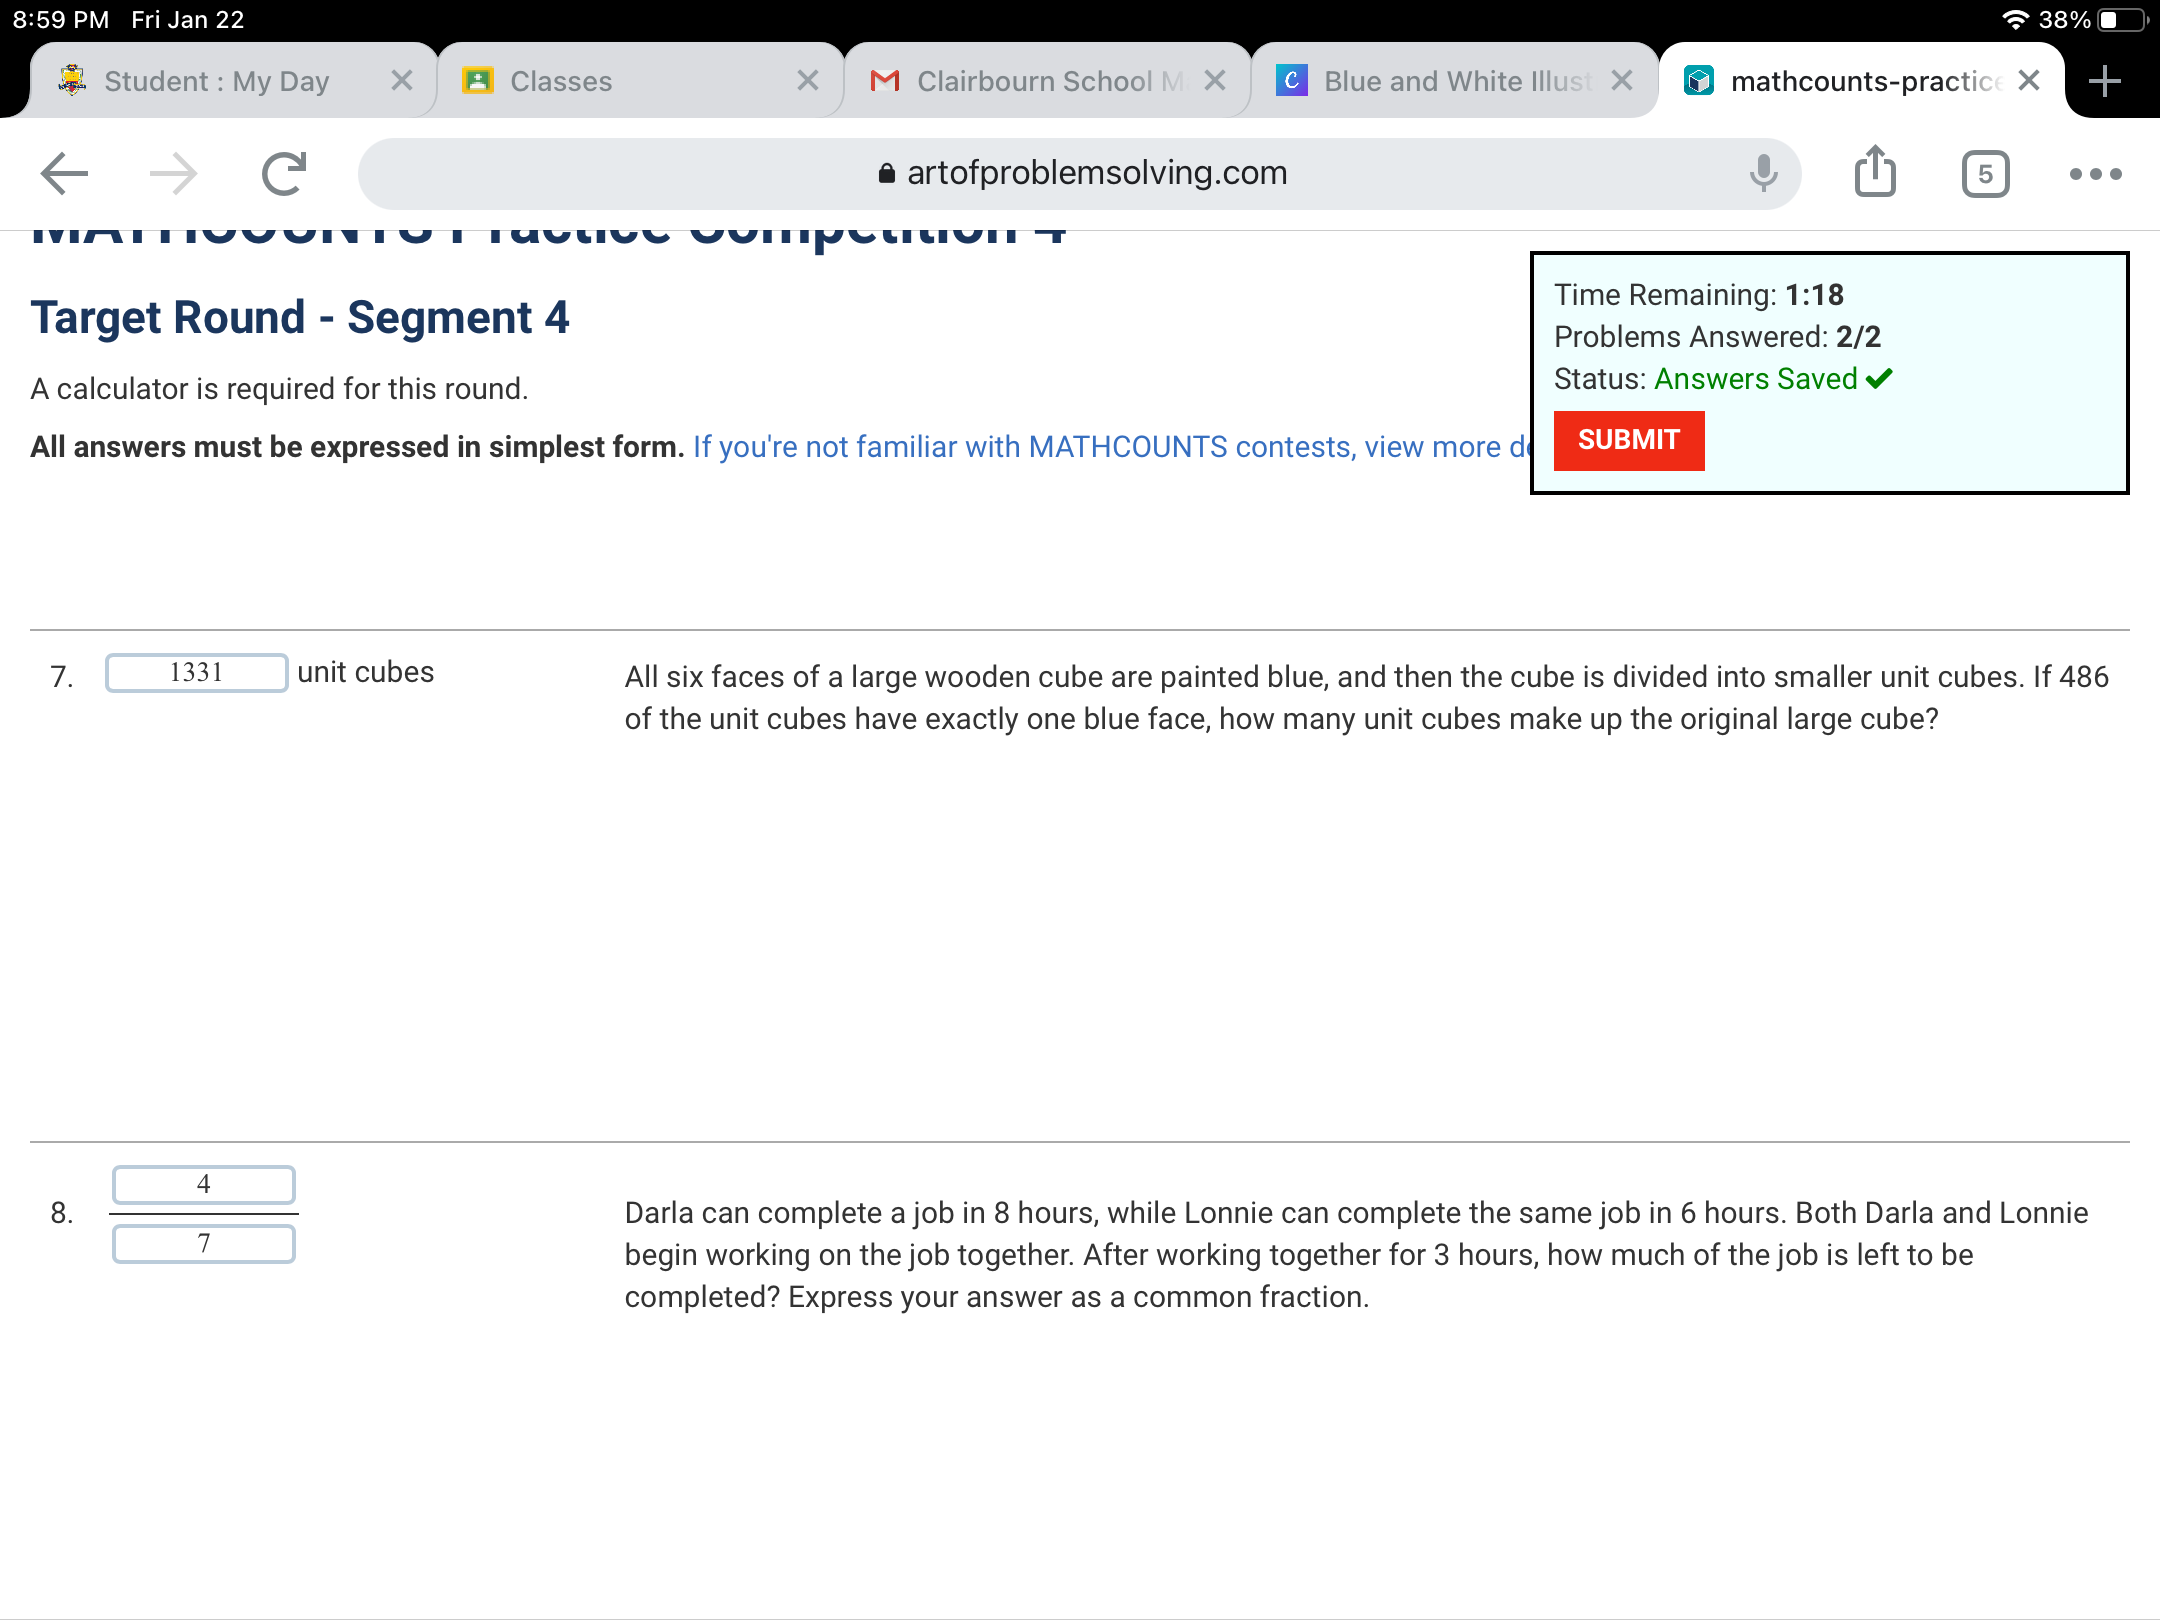 8:59 PM Fri Jan 22 38%
Student : My Day Classes Clairbourn School M Blue and White Illust mathcounts-practice
artofproblemsolving.com 5
MATHCOUNTS Practice Competition 4
Time Remaining: 1:18
Target Round - Segment 4
Problems Answered: 2/2
Status: Answers Saved
A calculator is required for this round.
All answers must be expressed in simplest form. If you're not familiar with MATHCOUNTS contests, view more d
SUBMIT
7. 1331 unit cubes
All six faces of a large wooden cube are painted blue, and then the cube is divided into smaller unit cubes. If 486
of the unit cubes have exactly one blue face, how many unit cubes make up the original large cube?
8. 4
7
Darla can complete a job in 8 hours, while Lonnie can complete the same job in 6 hours. Both Darla and Lonnie
begin working on the job together. After working together for 3 hours, how much of the job is left to be
completed? Express your answer as a common fraction.